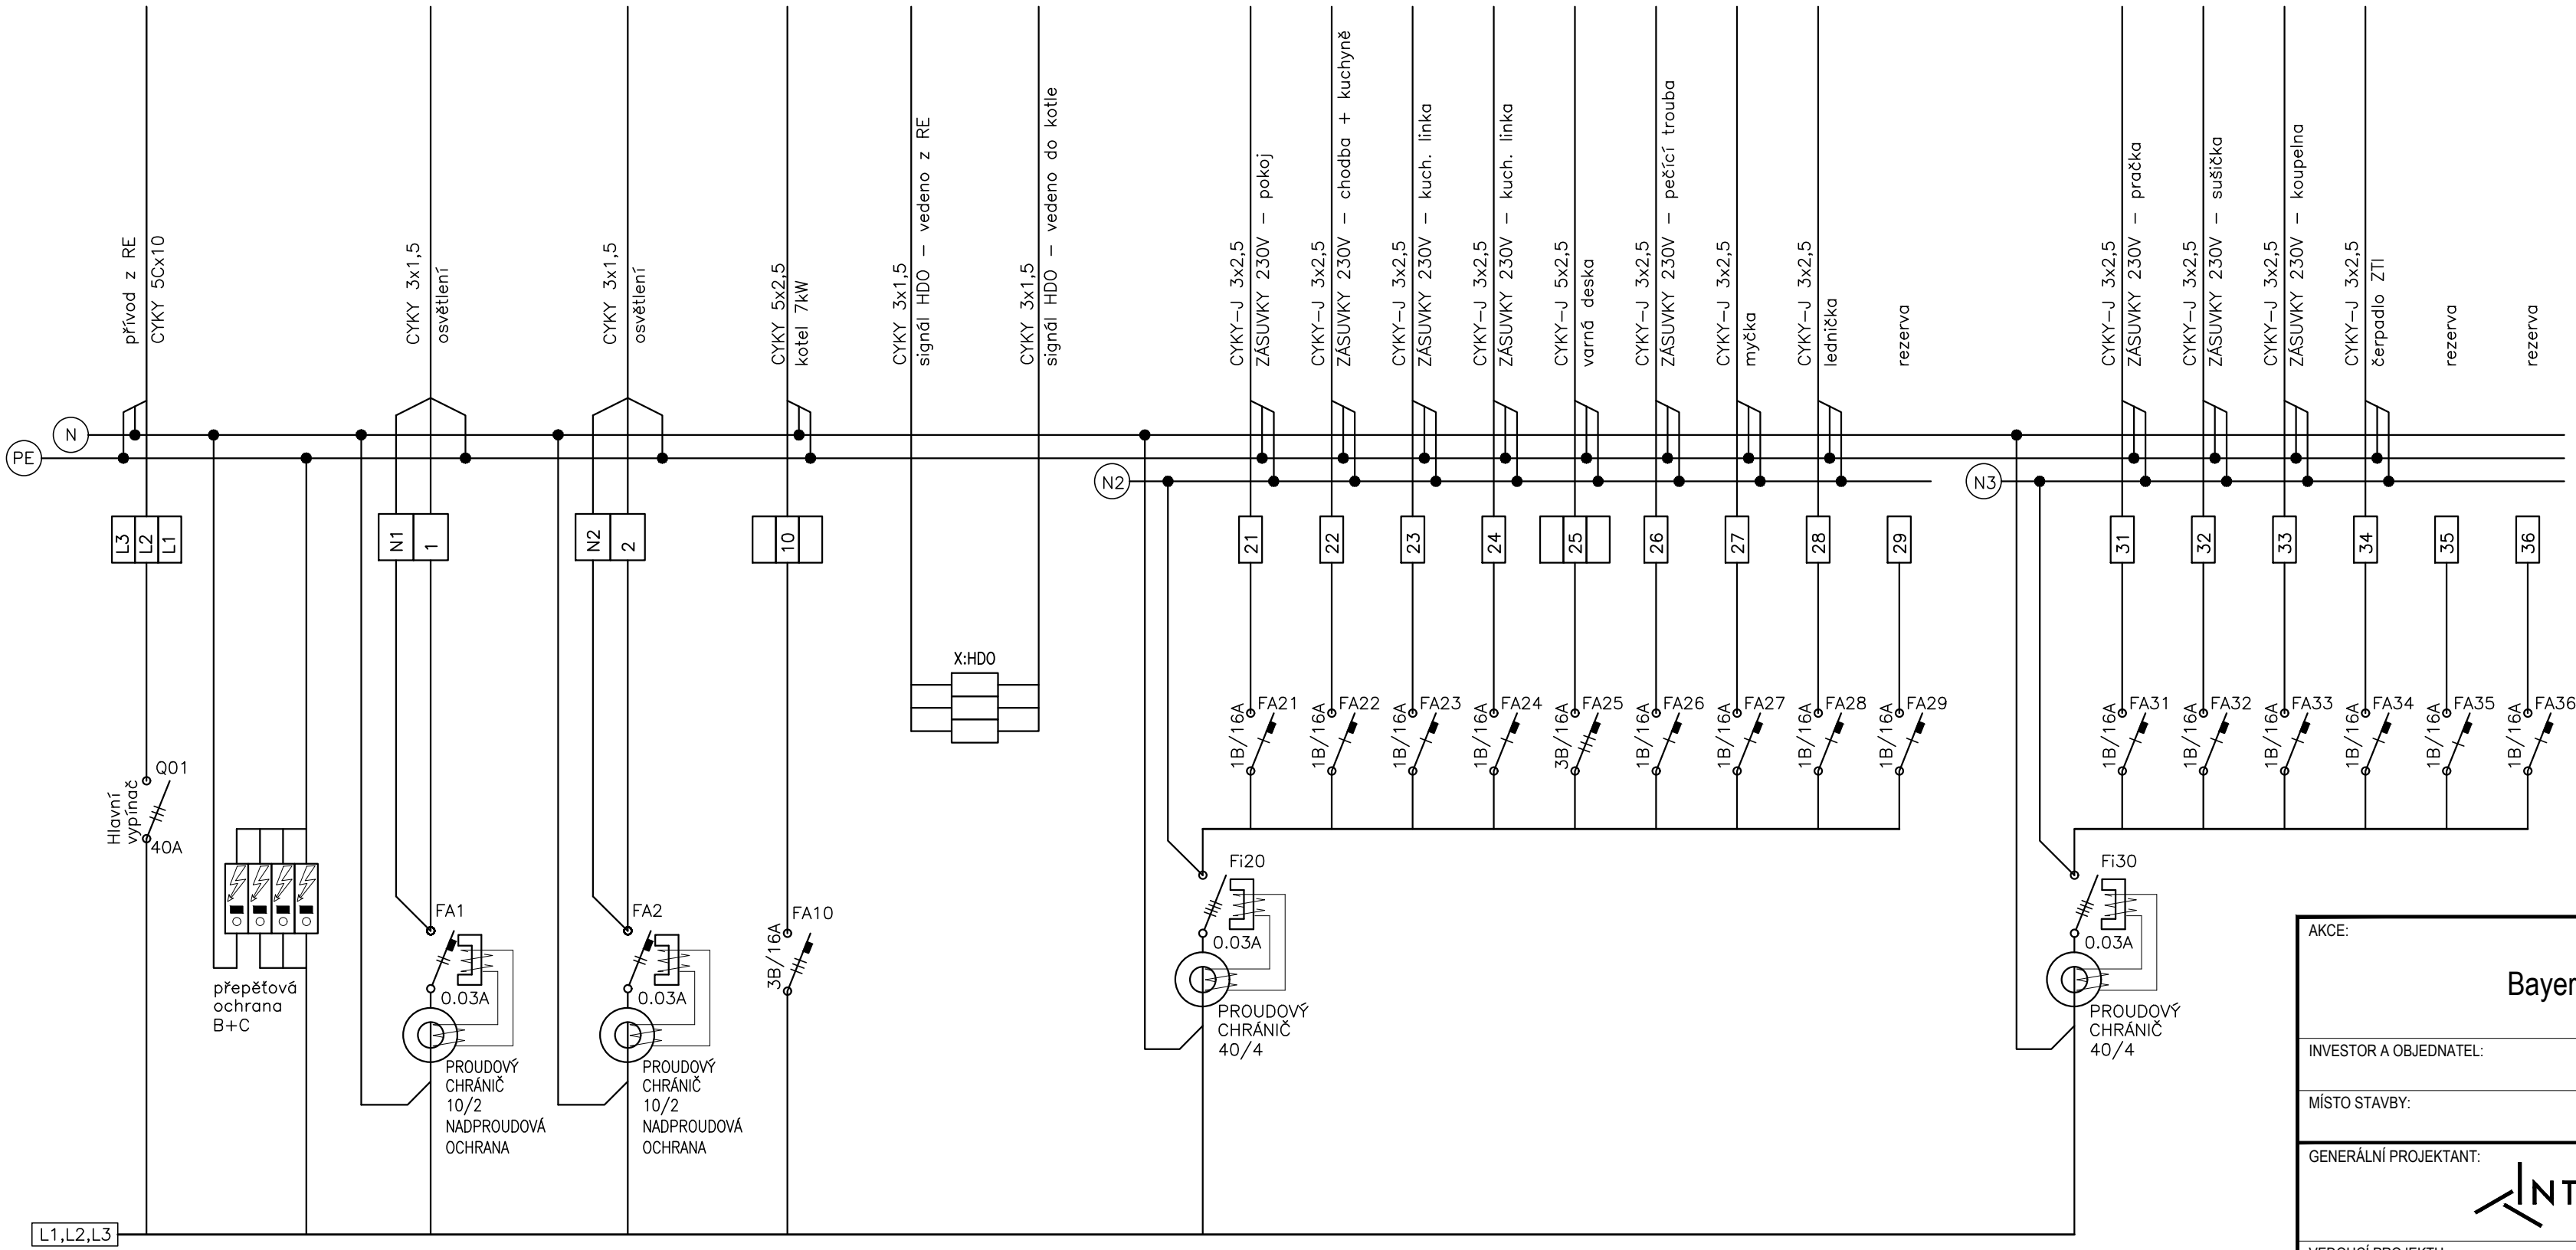 přívod z RE
CYKY 5Cx10
CYKY 3x1,5
osvětlení
CYKY 3x1,5
osvětlení
CYKY 5x2,5
kotel 7kW
CYKY 3x1,5
signál HDO – vedeno z RE
CYKY 3x1,5
signál HDO – vedeno do kotle
CYKY–J 3x2,5
ZÁSUVKY 230V – pokoj
CYKY–J 3x2,5
ZÁSUVKY 230V – chodba + kuchyně
CYKY–J 3x2,5
ZÁSUVKY 230V – kuch. linka
CYKY–J 3x2,5
ZÁSUVKY 230V – kuch. linka
CYKY–J 5x2,5
varná deska
CYKY–J 3x2,5
ZÁSUVKY 230V – pečící trouba
CYKY–J 3x2,5
myčka
CYKY–J 3x2,5
lednička
rezerva
CYKY–J 3x2,5
ZÁSUVKY 230V – pračka
CYKY–J 3x2,5
ZÁSUVKY 230V – sušička
CYKY–J 3x2,5
ZÁSUVKY 230V – koupelna
CYKY–J 3x2,5
čerpadlo ZTI
rezerva
rezerva
N
PE
N2
N3
L3
L2
L1
N1
1
N2
2
10
21
22
23
24
25
26
27
28
29
31
32
33
34
35
36
X:HDO
1B/16A
FA21
1B/16A
FA22
1B/16A
FA23
1B/16A
FA24
3B/16A
FA25
1B/16A
FA26
1B/16A
FA27
1B/16A
FA28
1B/16A
FA29
1B/16A
FA31
1B/16A
FA32
1B/16A
FA33
1B/16A
FA34
1B/16A
FA35
1B/16A
FA36
Hlavní
vypínač
Q01
40A
přepěťová
ochrana
B+C
FA1
0.03A
PROUDOVÝ
CHRÁNIČ
10/2
NADPROUDOVÁ
OCHRANA
FA2
0.03A
PROUDOVÝ
CHRÁNIČ
10/2
NADPROUDOVÁ
OCHRANA
3B/16A
FA10
Fi20
0.03A
PROUDOVÝ
CHRÁNIČ
40/4
Fi30
0.03A
PROUDOVÝ
CHRÁNIČ
40/4
L1,L2,L3
AKCE:
Bayer
INVESTOR A OBJEDNATEL:
MÍSTO STAVBY:
GENERÁLNÍ PROJEKTANT:
INT